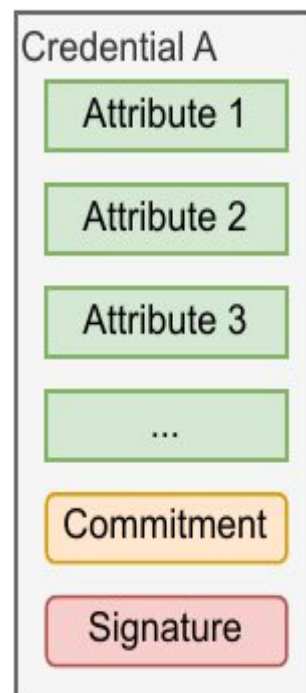 Credential A
Attribute 1
Attribute 2
Attribute 3
...
Commitment
Signature